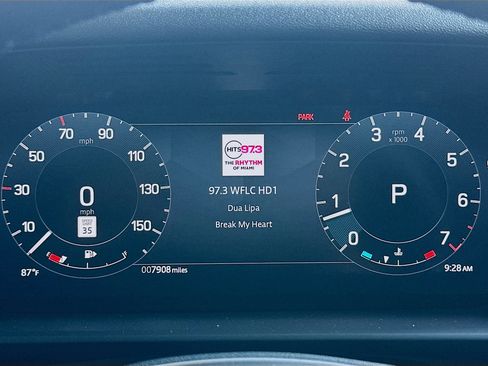 PARK
70
90
mph
50
110
30
130
10
150
0
mph
SPEED LIMIT
35
87°F
E
F
HITS 97.3
THE RHYTHM
OF MIAMI
97.3 WFLC HD1
Dua Lipa
Break My Heart
007908 miles
3
4
rpm
x 1000
2
5
1
6
0
7
P
9:28 AM